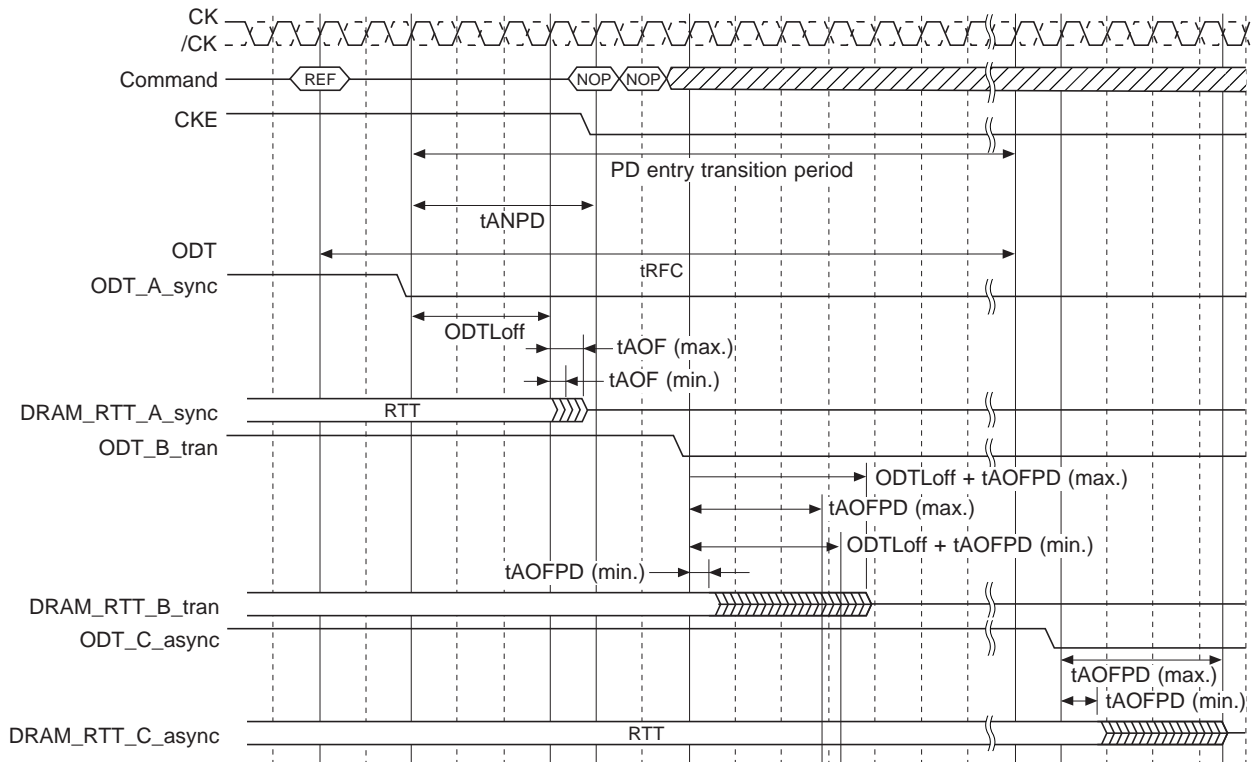 CK
/CK
Command REF NOP NOP
CKE
PD entry transition period
tANPD
ODT
tRFC
ODT_A_sync
ODTLoff
tAOF (max.)
tAOF (min.)
DRAM_RTT_A_sync RTT
ODT_B_tran
ODTLoff + tAOFPD (max.)
tAOFPD (max.)
ODTLoff + tAOFPD (min.)
tAOFPD (min.)
DRAM_RTT_B_tran
ODT_C_async
tAOFPD (max.)
tAOFPD (min.)
DRAM_RTT_C_async RTT